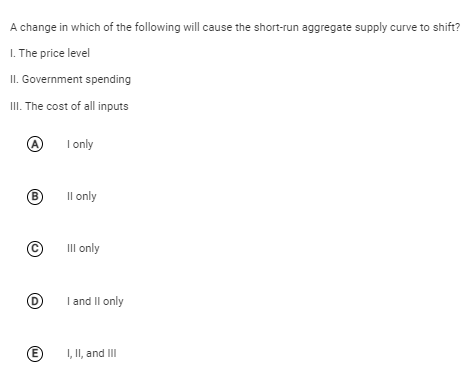 A change in which of the following will cause the short-run aggregate supply curve to shift?
I. The price level
II. Government spending
III. The cost of all inputs
A I only
B II only
C III only
D I and II only
E I, II, and III